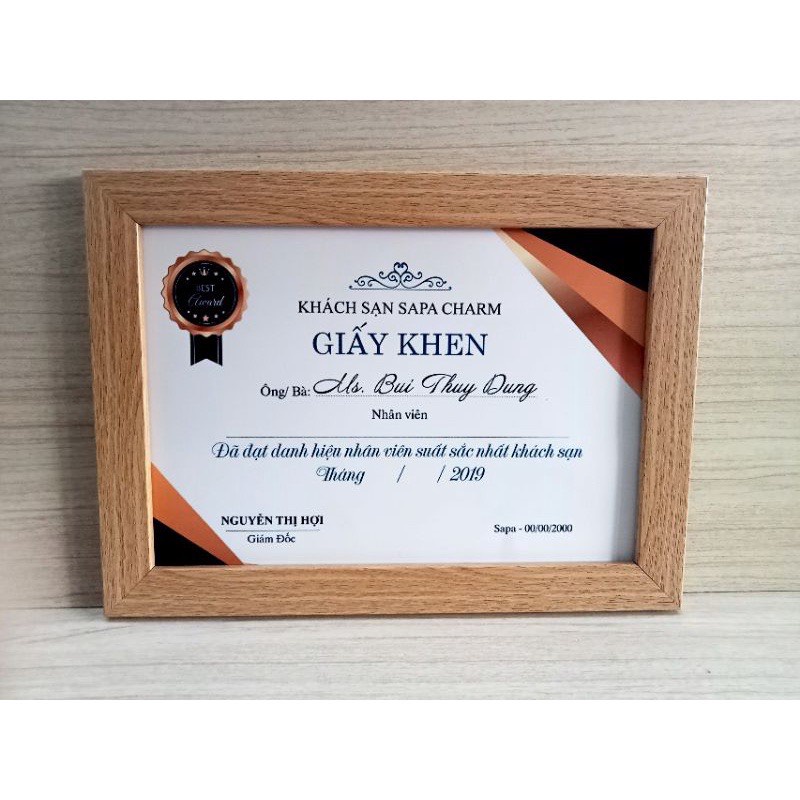 BEST
Award
KHÁCH SẠN SAPA CHARM
GIẤY KHEN
Ông/ Bà: Ms. Bui Thuy Dung
Nhân viên
Đã đạt danh hiệu nhân viên suất sắc nhất khách sạn
Tháng / / 2019
NGUYỄN THỊ HỢI
Giám Đốc
Sapa - 00/00/2000